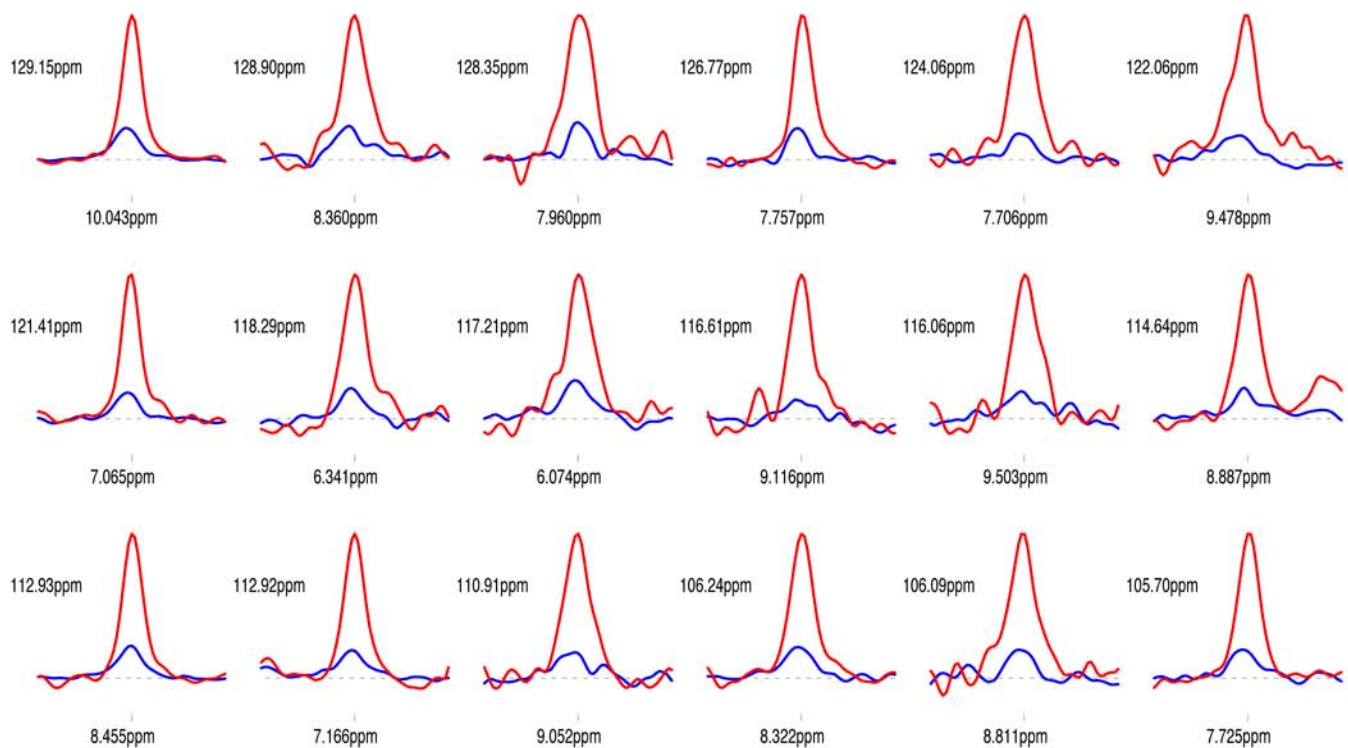 129.15ppm 128.90ppm 128.35ppm 126.77ppm 124.06ppm 122.06ppm
10.043ppm 8.360ppm 7.960ppm 7.757ppm 7.706ppm 9.478ppm
121.41ppm 118.29ppm 117.21ppm 116.61ppm 116.06ppm 114.64ppm
7.065ppm 6.341ppm 6.074ppm 9.116ppm 9.503ppm 8.887ppm
112.93ppm 112.92ppm 110.91ppm 106.24ppm 106.09ppm 105.70ppm
8.455ppm 7.166ppm 9.052ppm 8.322ppm 8.811ppm 7.725ppm